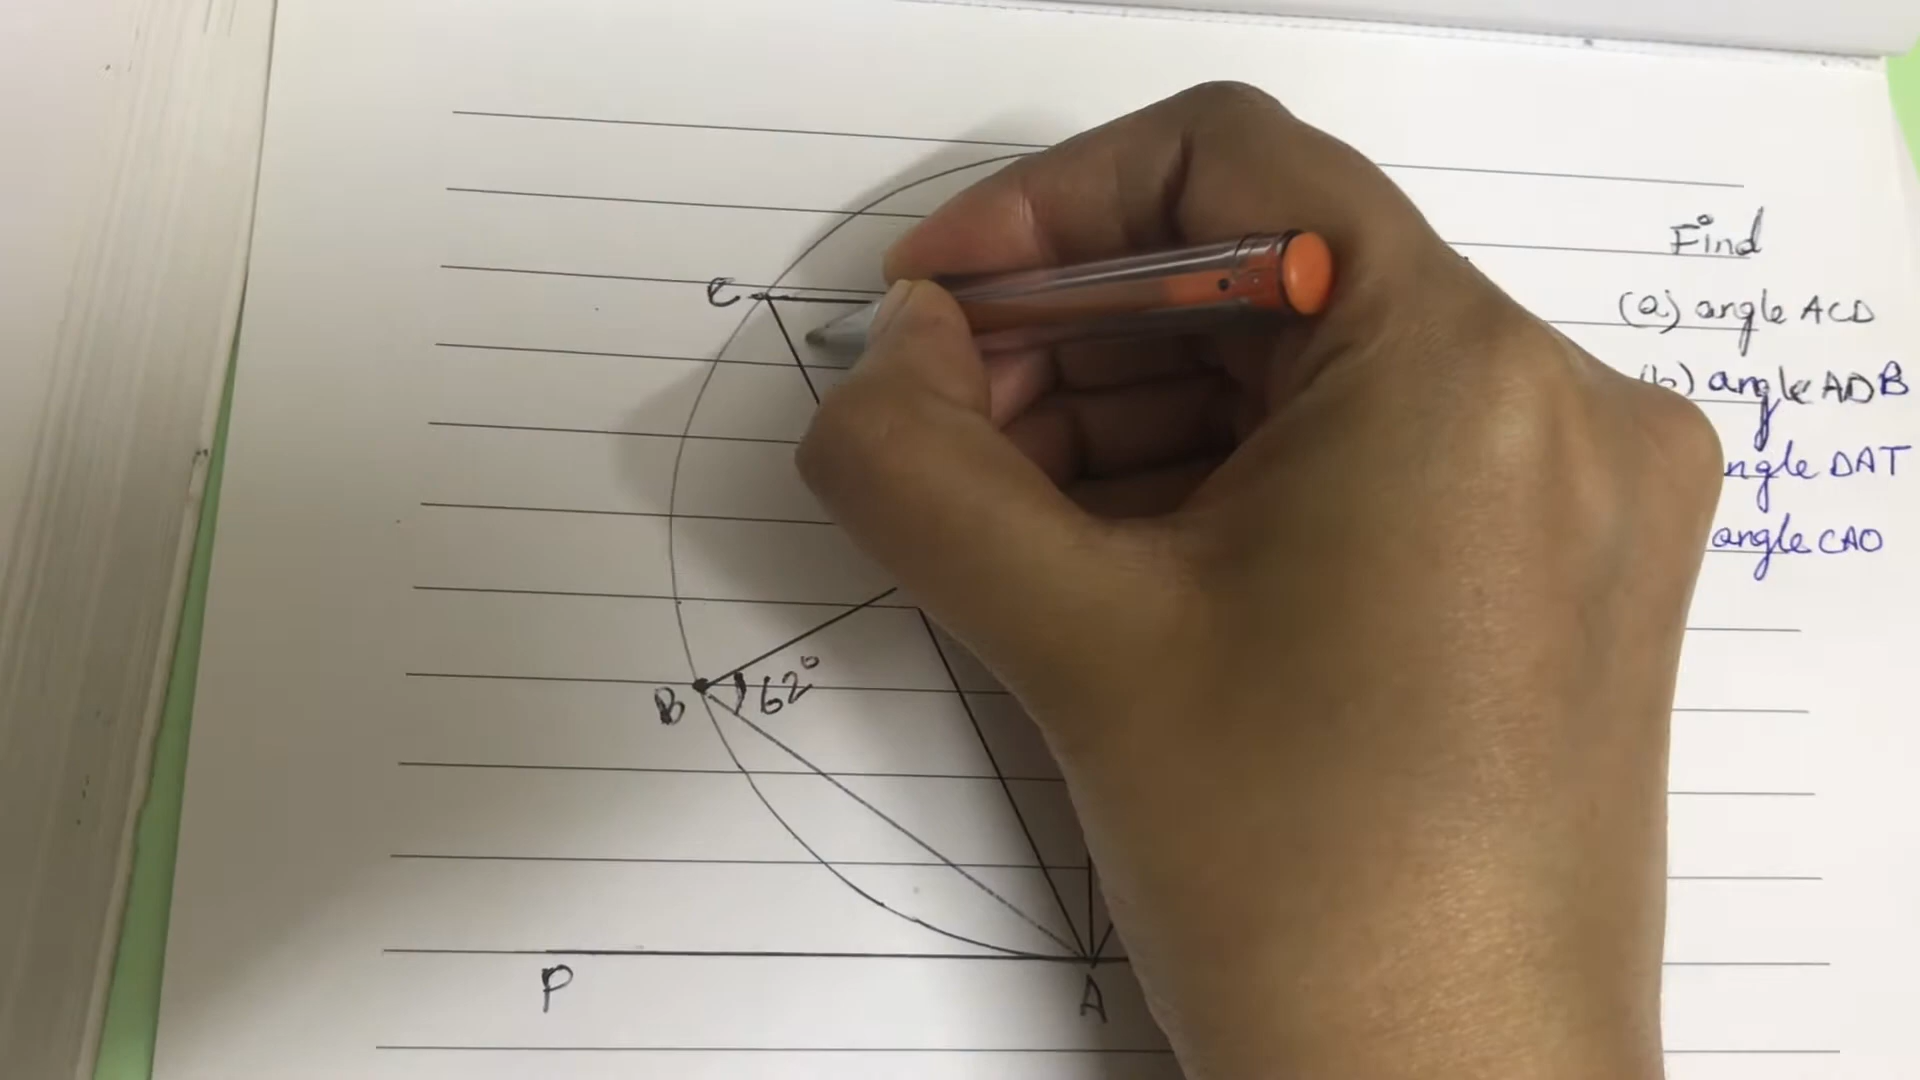 Find
(a) angle ACD
(b) angle ADB
angle DAT
angle CAO
C
B
62°
P
A